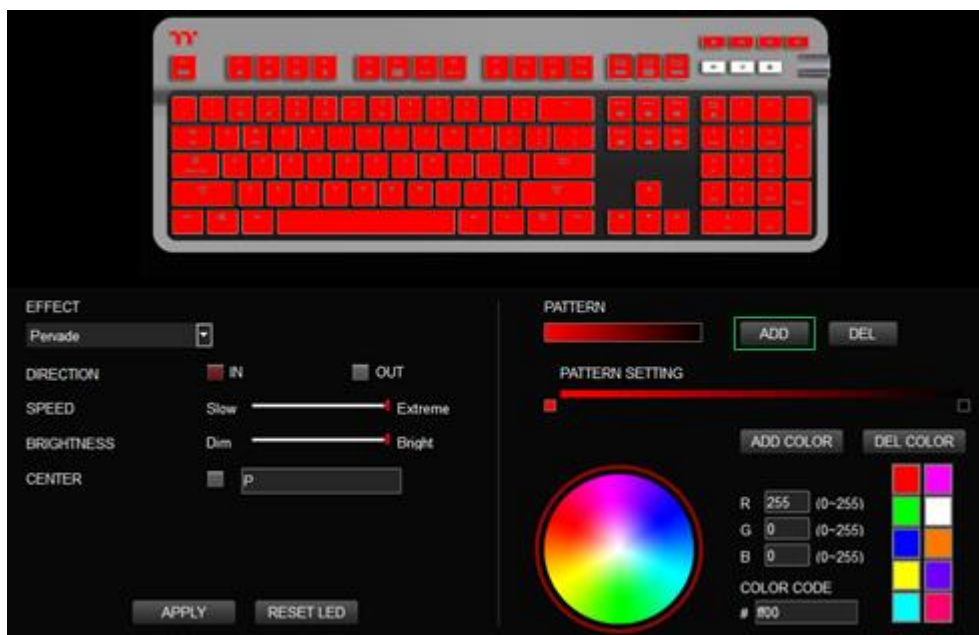 EFFECT
Pervade
DIRECTION IN OUT
SPEED Slow Extreme
BRIGHTNESS Dim Bright
CENTER P
APPLY RESET LED
PATTERN
ADD DEL
PATTERN SETTING
ADD COLOR DEL COLOR
R 255 (0~255)
G 0 (0~255)
B 0 (0~255)
COLOR CODE
# ff00